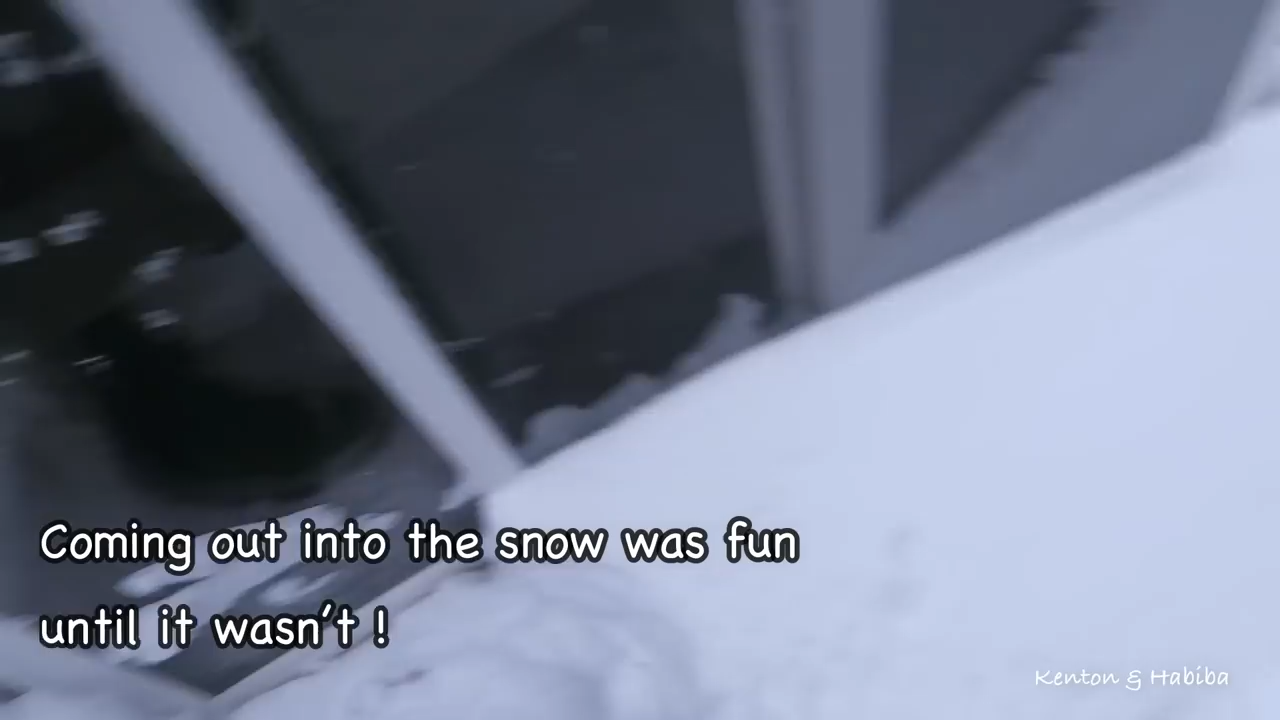 Coming out into the snow was fun
until it wasn't !
Kenton & Habiba